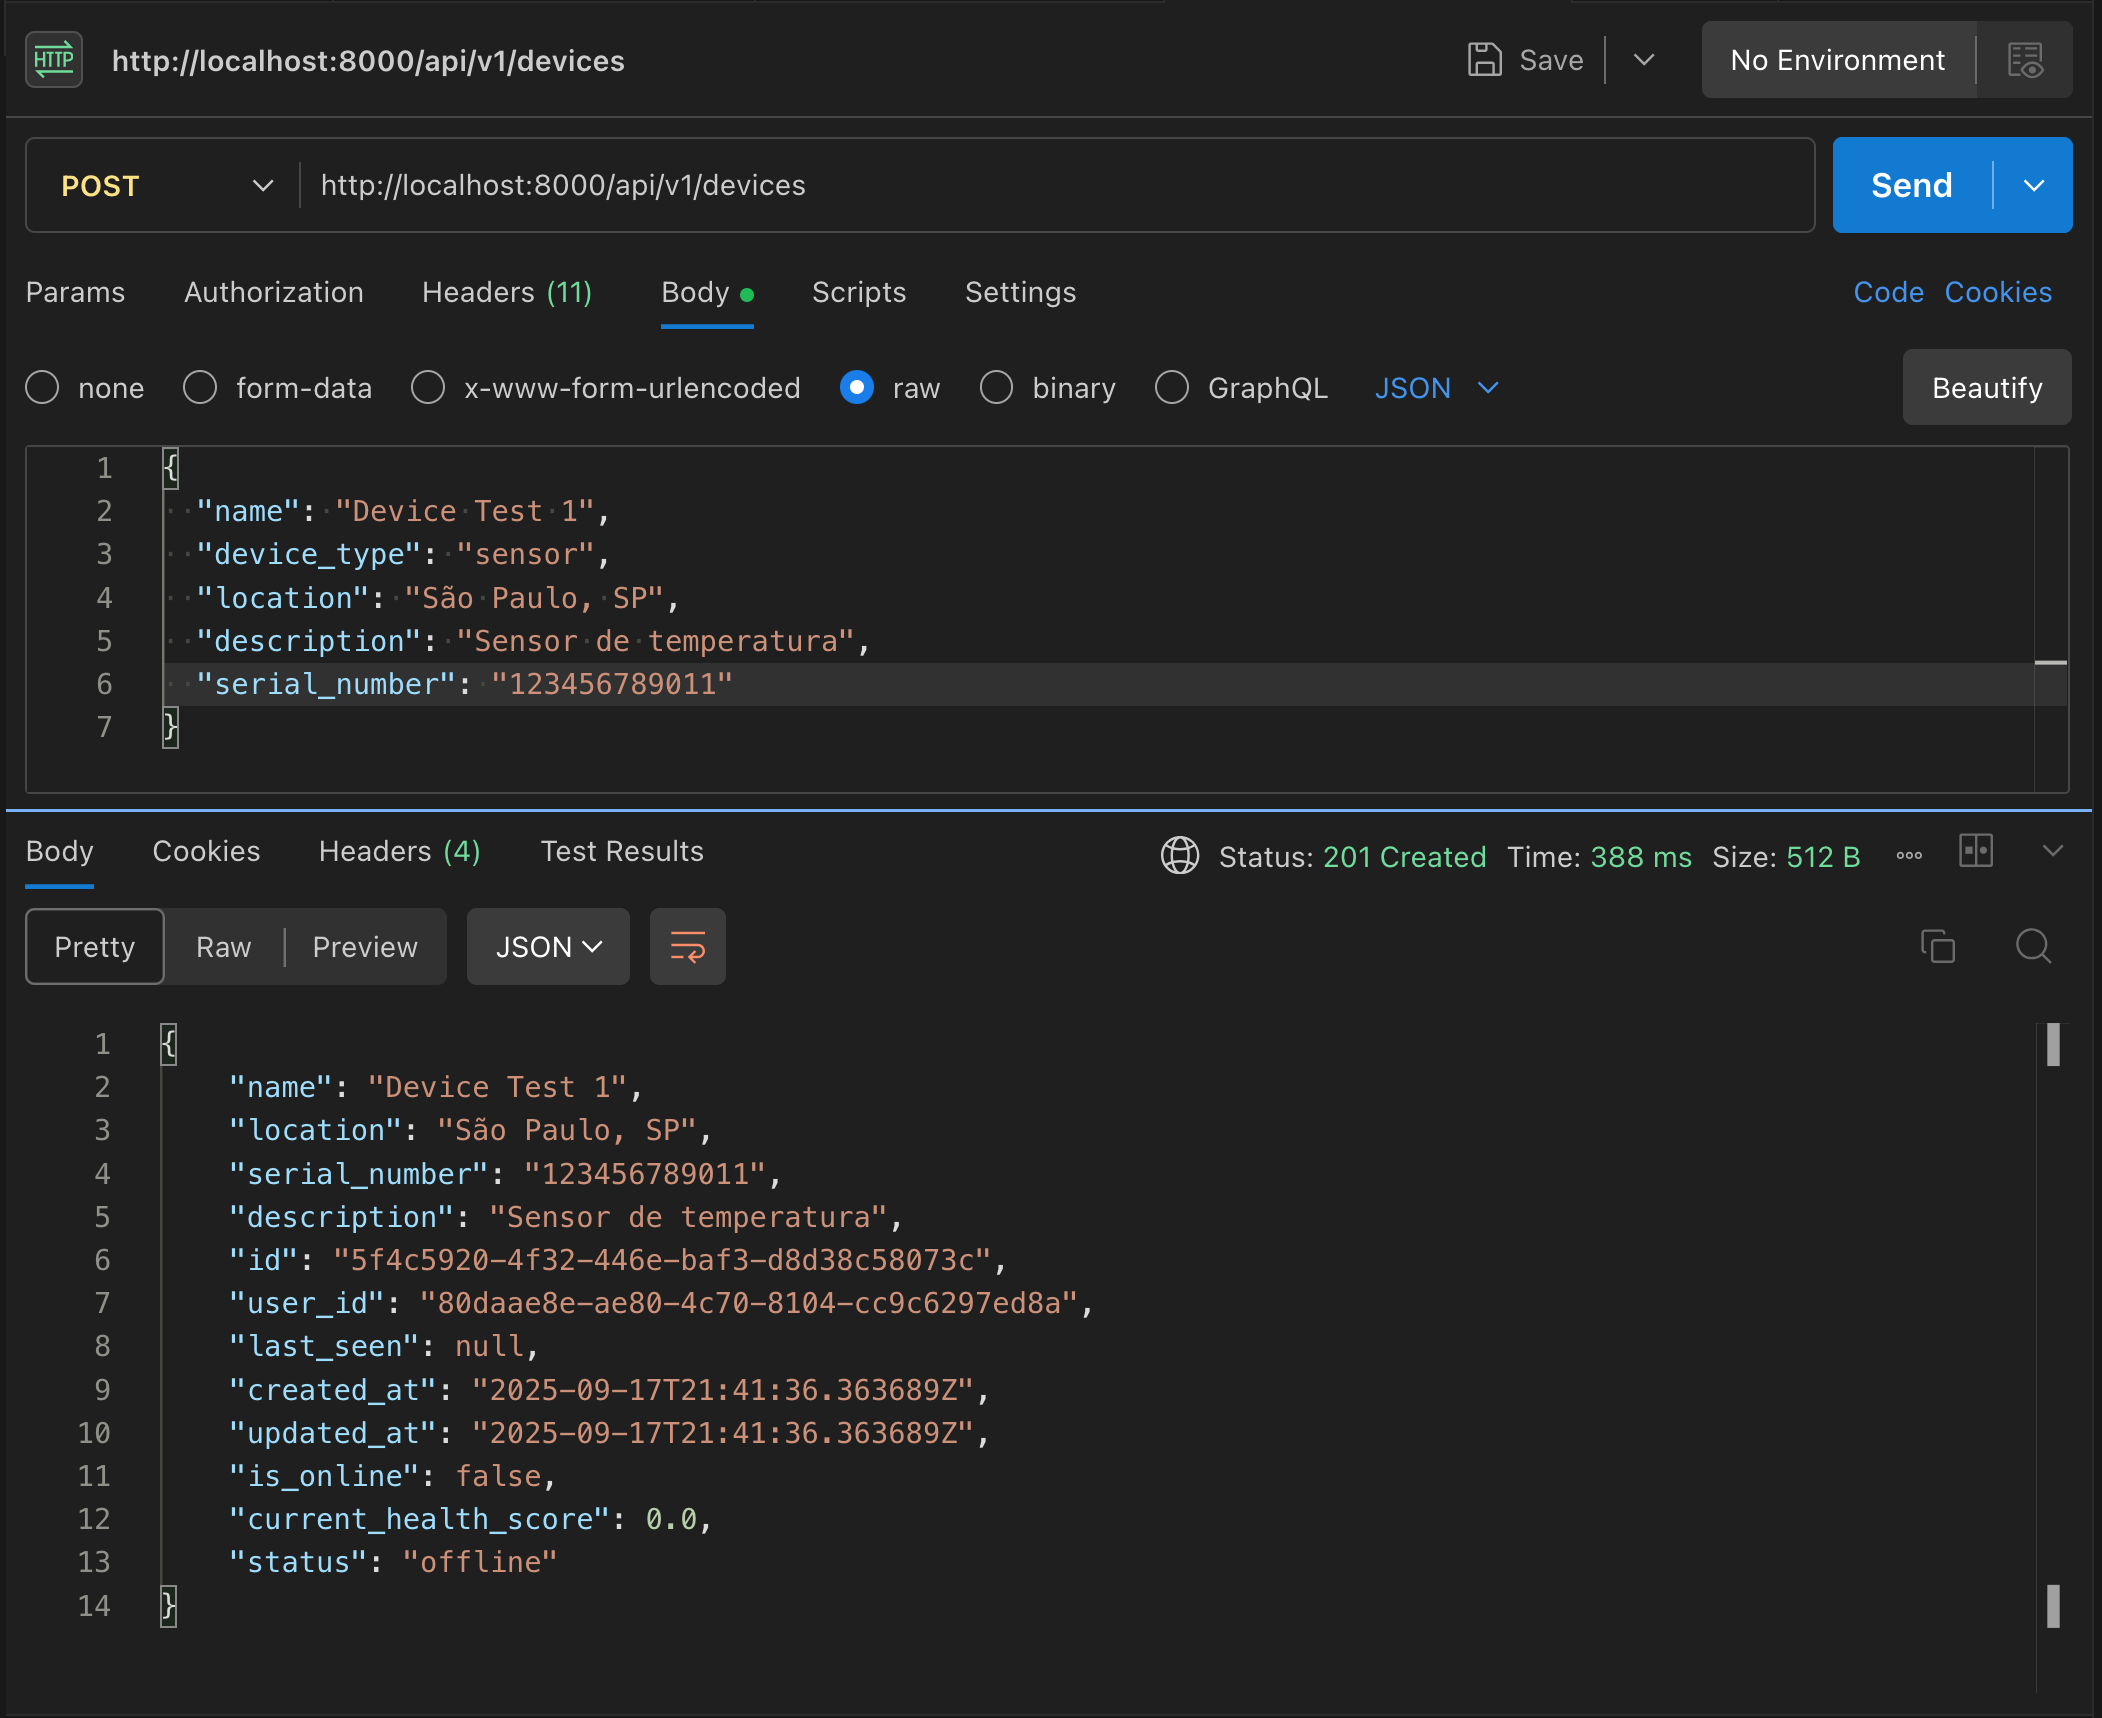 HTTP http://localhost:8000/api/v1/devices Save No Environment
POST http://localhost:8000/api/v1/devices Send
Params Authorization Headers (11) Body Scripts Settings Code Cookies
none form-data x-www-form-urlencoded raw binary GraphQL JSON Beautify
1 {
2 "name": "Device Test 1",
3 "device_type": "sensor",
4 "location": "São Paulo, SP",
5 "description": "Sensor de temperatura",
6 "serial_number": "123456789011"
7 }
Body Cookies Headers (4) Test Results Status: 201 Created Time: 388 ms Size: 512 B
Pretty Raw Preview JSON
1 {
2 "name": "Device Test 1",
3 "location": "São Paulo, SP",
4 "serial_number": "123456789011",
5 "description": "Sensor de temperatura",
6 "id": "5f4c5920-4f32-446e-baf3-d8d38c58073c",
7 "user_id": "80daae8e-ae80-4c70-8104-cc9c6297ed8a",
8 "last_seen": null,
9 "created_at": "2025-09-17T21:41:36.363689Z",
10 "updated_at": "2025-09-17T21:41:36.363689Z",
11 "is_online": false,
12 "current_health_score": 0.0,
13 "status": "offline"
14 }